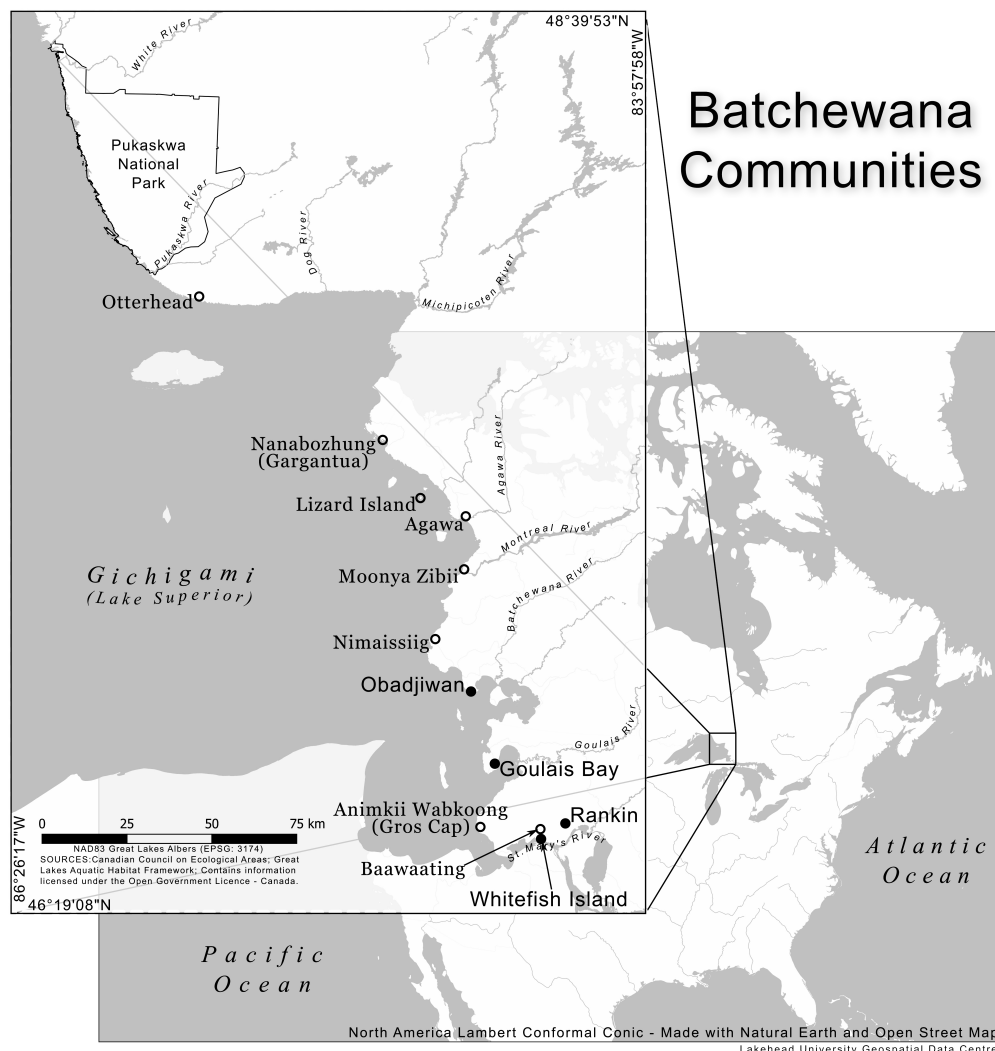 48°39'53"N
83°57'58"W
Batchewana
Communities
White River
Pukaskwa
National
Park
Pukaskwa River
Dog River
Michipicoten River
Otterhead
Nanabozhung
(Gargantua)
Agawa River
Lizard Island
Agawa
Montreal River
Moonya Zibii
Batchewana River
Gichigami
(Lake Superior)
Nimaissiig
Obadjiwan
Goulais River
Goulais Bay
Animkii Wabkoong
(Gros Cap)
Rankin
St. Mary's River
Baawaating
Whitefish Island
0 25 50 75 km
NAD83 Great Lakes Albers (EPSG: 3174)
SOURCES:Canadian Council on Ecological Areas; Great
Lakes Aquatic Habitat Framework; Contains information
licensed under the Open Government Licence - Canada.
86°26'17"W
46°19'08"N
Atlantic
Ocean
Pacific
Ocean
North America Lambert Conformal Conic - Made with Natural Earth and Open Street Map
Lakehead University Geospatial Data Centre